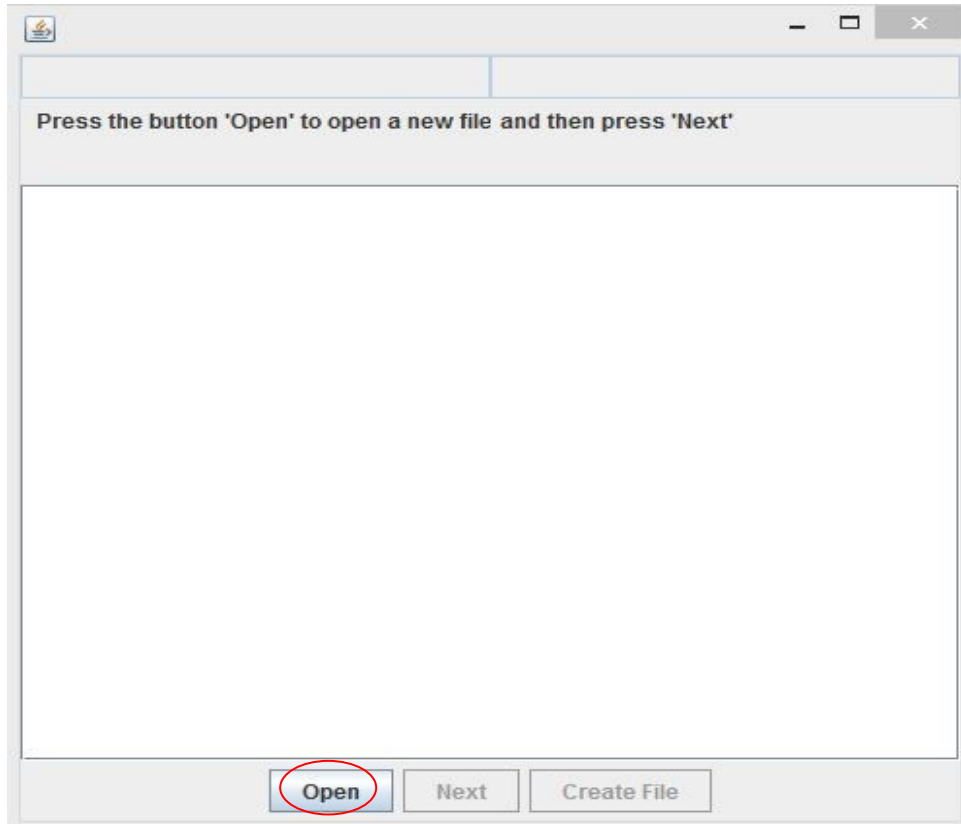 Press the button 'Open' to open a new file and then press 'Next'
Open Next Create File